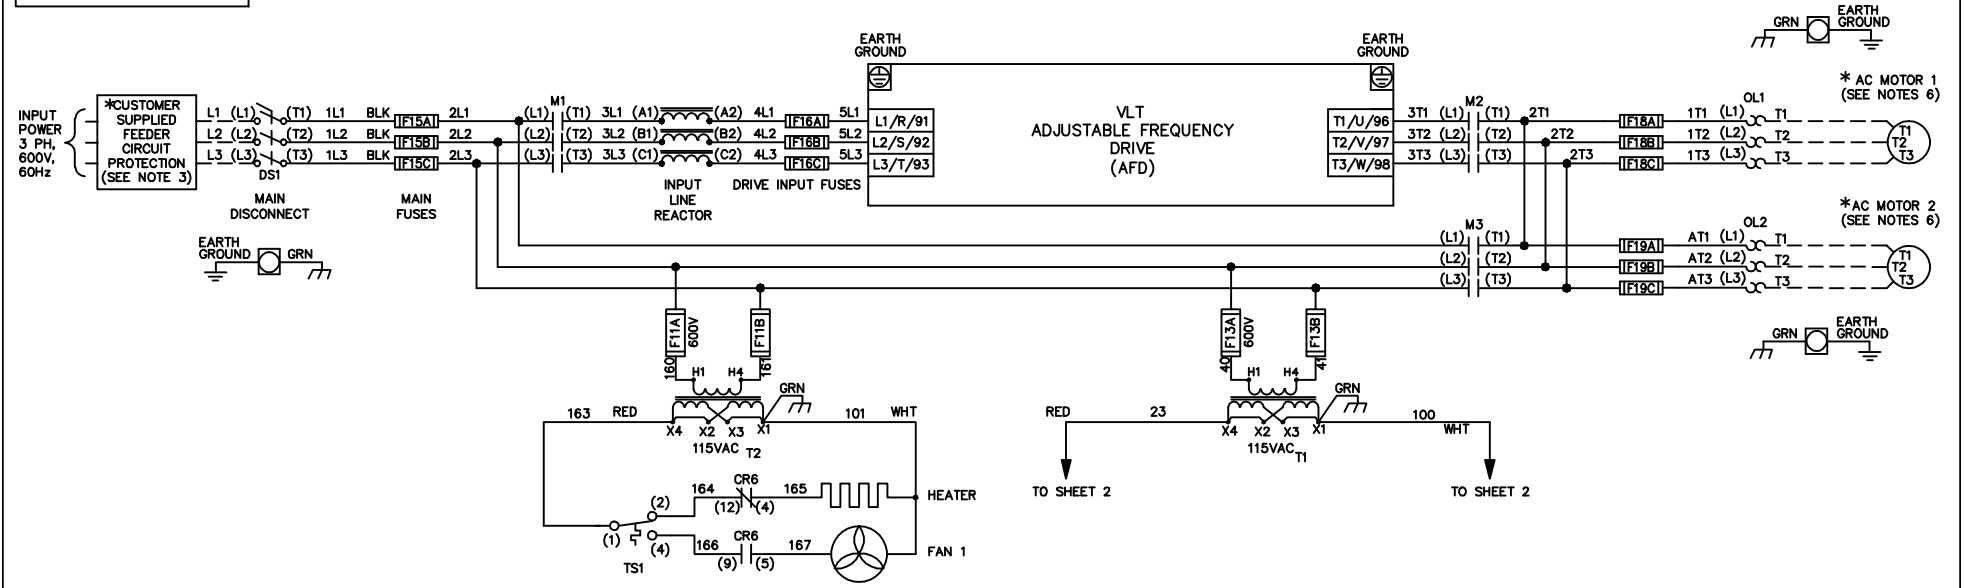 EARTH
GROUND
GRN
* AC MOTOR 1
(SEE NOTES 6)
EARTH
GROUND
EARTH
GROUND
INPUT
POWER
3 PH,
600V,
60Hz
*CUSTOMER
SUPPLIED
FEEDER
CIRCUIT
PROTECTION
(SEE NOTE 3)
L1 (L1) (T1) 1L1 BLK F15A 2L1
L2 (L2) (T2) 1L2 BLK F15B 2L2
L3 (L3) (T3) 1L3 BLK F15C 2L3
DS1
MAIN
DISCONNECT
MAIN
FUSES
M1
(L1) (T1) 3L1 (A1) (A2) 4L1 F16A 5L1 L1/R/91
(L2) (T2) 3L2 (B1) (B2) 4L2 F16B 5L2 L2/S/92
(L3) (T3) 3L3 (C1) (C2) 4L3 F16C 5L3 L3/T/93
INPUT
LINE
REACTOR
DRIVE INPUT FUSES
VLT
ADJUSTABLE FREQUENCY
DRIVE
(AFD)
M2
OL1
T1/U/96 3T1 (L1) (T1) 2T1 F18A 1T1 (L1) T1
T2/V/97 3T2 (L2) (T2) 2T2 F18B 1T2 (L2) T2
T3/W/98 3T3 (L3) (T3) 2T3 F18C 1T3 (L3) T3
T1
T2
T3
EARTH
GROUND
GRN
* AC MOTOR 2
(SEE NOTES 6)
M3
OL2
(L1) (T1) F19A AT1 (L1) T1
(L2) (T2) F19B AT2 (L2) T2
(L3) (T3) F19C AT3 (L3) T3
T1
T2
T3
GRN
EARTH
GROUND
F11A
600V
F11B
160
161
H1 H4
GRN
163 RED
X4 X2 X3 X1
101 WHT
115VAC T2
F13A
600V
F13B
40
41
H1 H4
GRN
RED 23
X4 X2 X3 X1
100
WHT
115VAC T1
TO SHEET 2
TO SHEET 2
164 CR6 165
(2) (12) (4)
HEATER
(1) (4)
TS1
166 CR6 167
(9) (5)
FAN 1